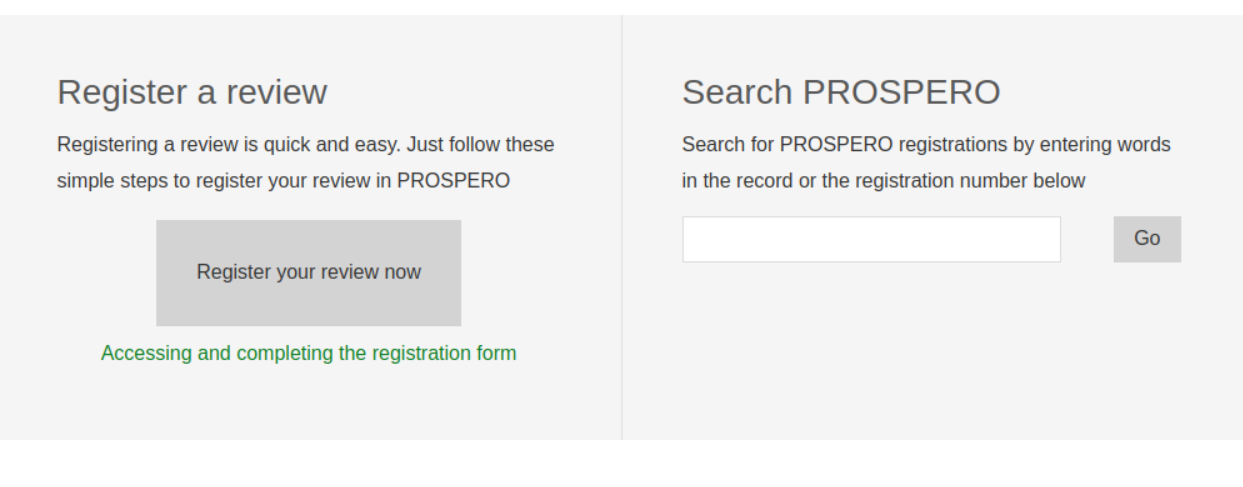 Register a review
Registering a review is quick and easy. Just follow these
simple steps to register your review in PROSPERO
Register your review now
Accessing and completing the registration form
Search PROSPERO
Search for PROSPERO registrations by entering words
in the record or the registration number below
Go